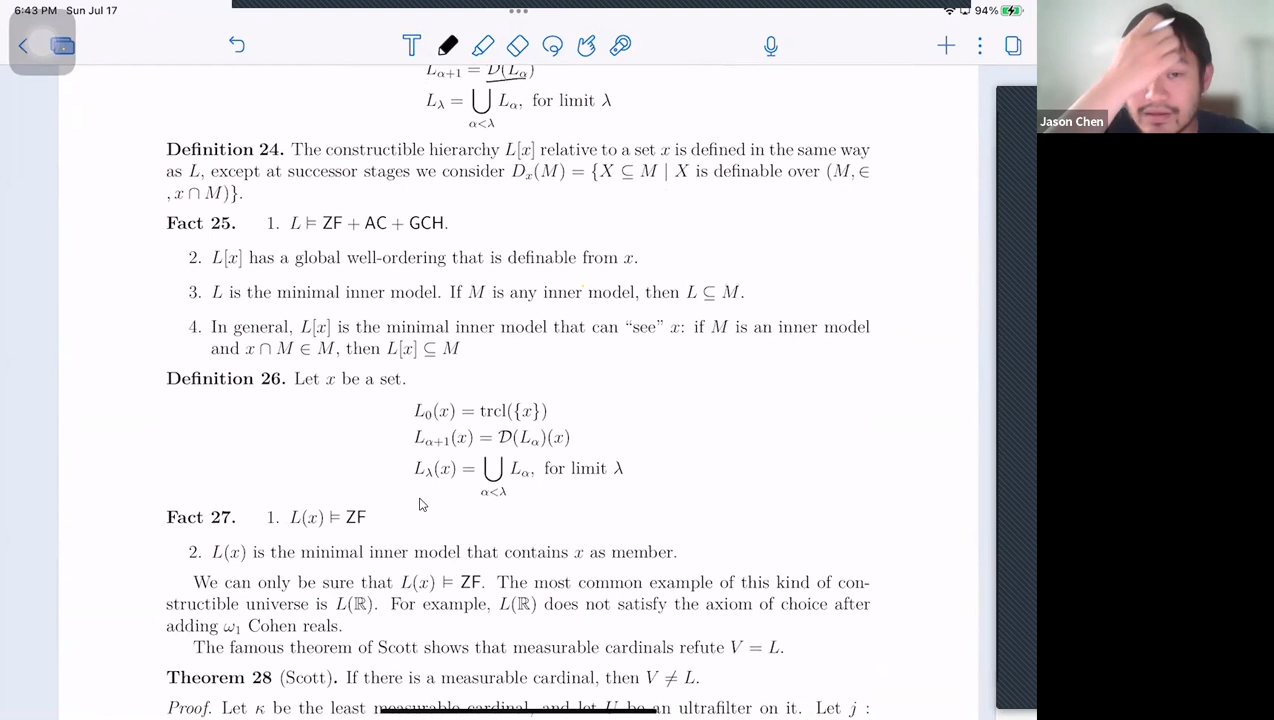 6:43 PM Sun Jul 17
94%
Jason Chen
L_{α+1} = D(L_α)
L_λ = ⋃_{α<λ} L_α, for limit λ
Definition 24. The constructible hierarchy L[x] relative to a set x is defined in the same way
as L, except at successor stages we consider D_x(M) = {X ⊆ M | X is definable over (M, ∈
, x ∩ M)}.
Fact 25. 1. L ⊨ ZF + AC + GCH.
2. L[x] has a global well-ordering that is definable from x.
3. L is the minimal inner model. If M is any inner model, then L ⊆ M.
4. In general, L[x] is the minimal inner model that can “see” x: if M is an inner model
and x ∩ M ∈ M, then L[x] ⊆ M
Definition 26. Let x be a set.
L_0(x) = trcl({x})
L_{α+1}(x) = D(L_α)(x)
L_λ(x) = ⋃_{α<λ} L_α, for limit λ
Fact 27. 1. L(x) ⊨ ZF
2. L(x) is the minimal inner model that contains x as member.
We can only be sure that L(x) ⊨ ZF. The most common example of this kind of con-
structible universe is L(ℝ). For example, L(ℝ) does not satisfy the axiom of choice after
adding ω_1 Cohen reals.
The famous theorem of Scott shows that measurable cardinals refute V = L.
Theorem 28 (Scott). If there is a measurable cardinal, then V ≠ L.
Proof. Let κ be the least measurable cardinal, and let U be an ultrafilter on it. Let j :